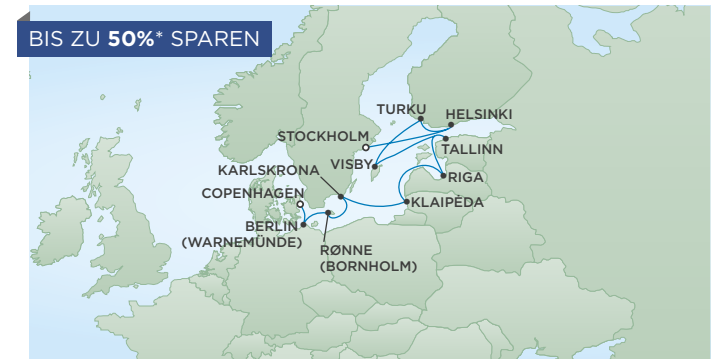 BIS ZU 50%* SPAREN
TURKU
HELSINKI
STOCKHOLM
TALLINN
VISBY
KARLSKRONA
RIGA
COPENHAGEN
KLAIPĖDA
BERLIN
(WARNEMÜNDE)
RØNNE
(BORNHOLM)